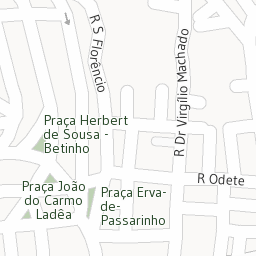 R S Florêncio
R Dr Virgílio Machado
Praça Herbert
de Sousa -
Betinho
R Odete
Praça João
do Carmo
Ladêa
Praça Erva-
de-
Passarinho